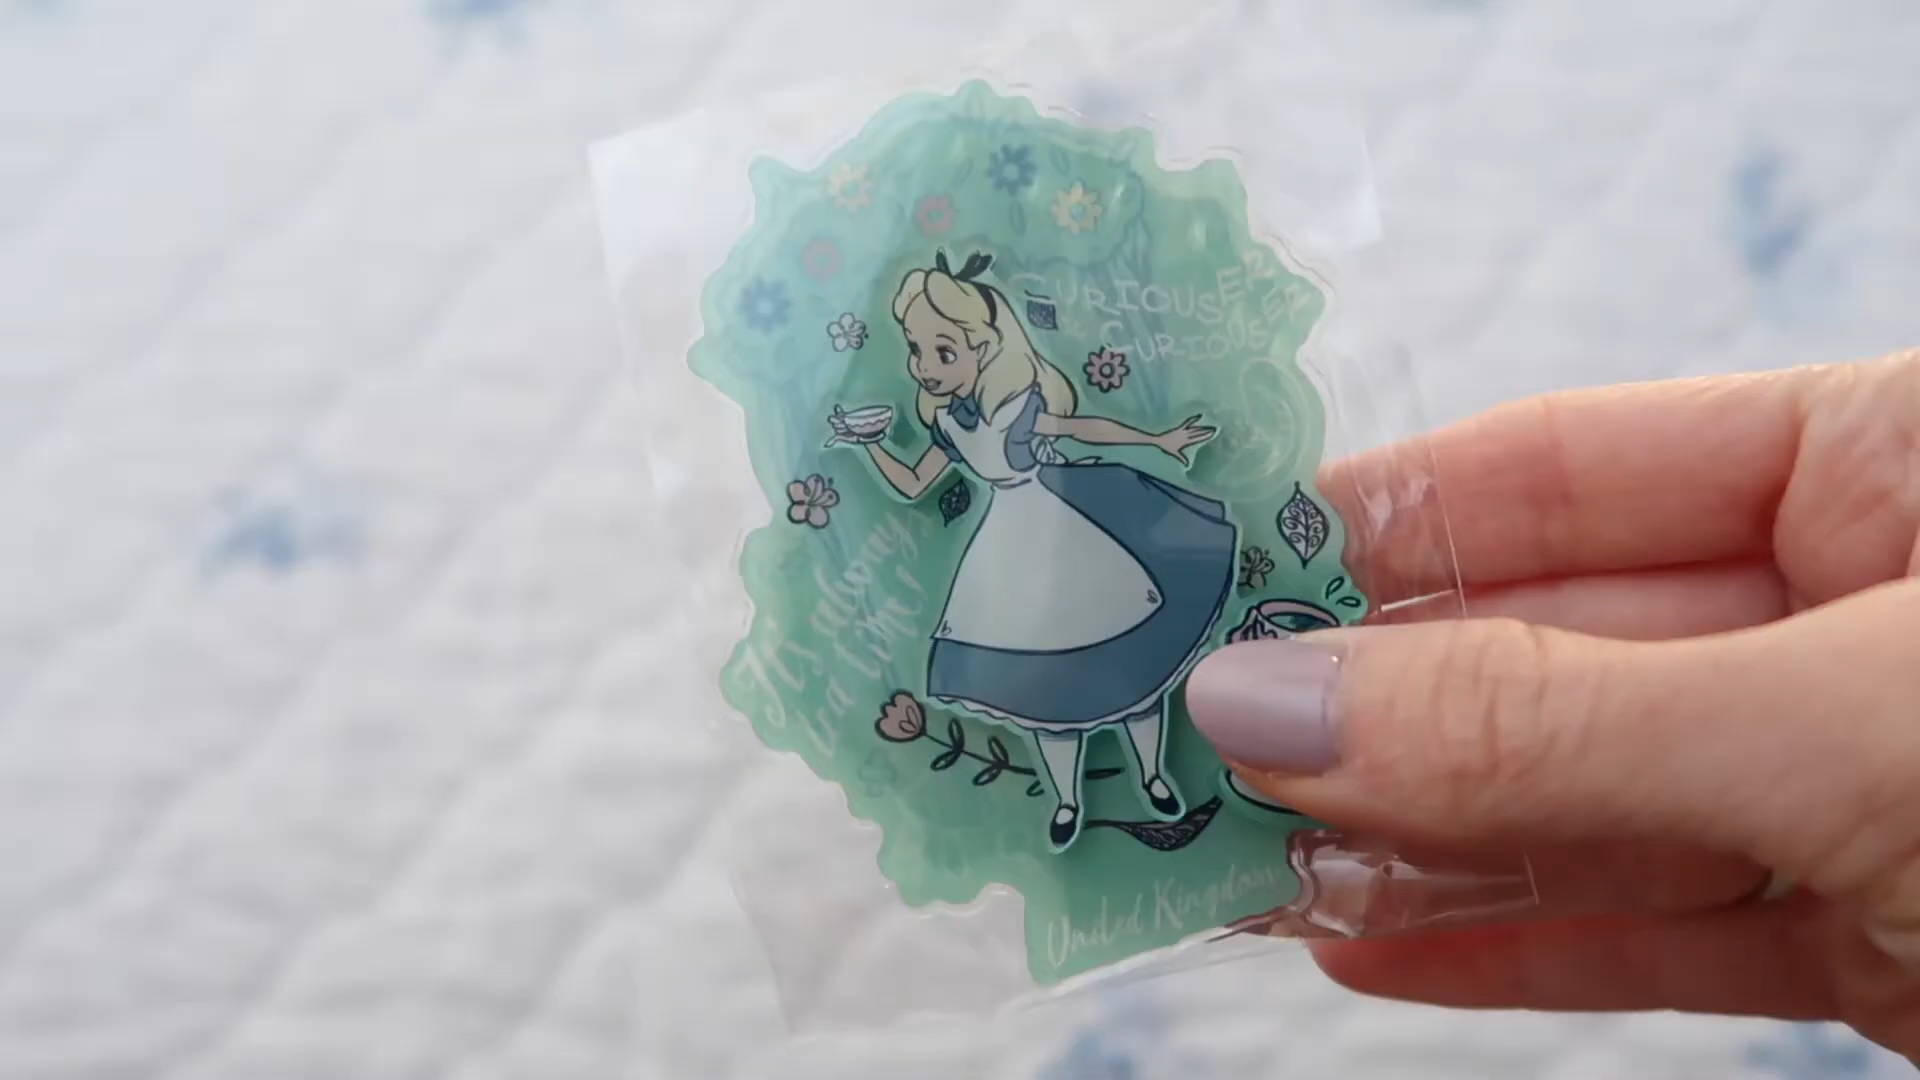 CURIOUSER
& CURIOUSER
It's always
tea time!
United Kingdom